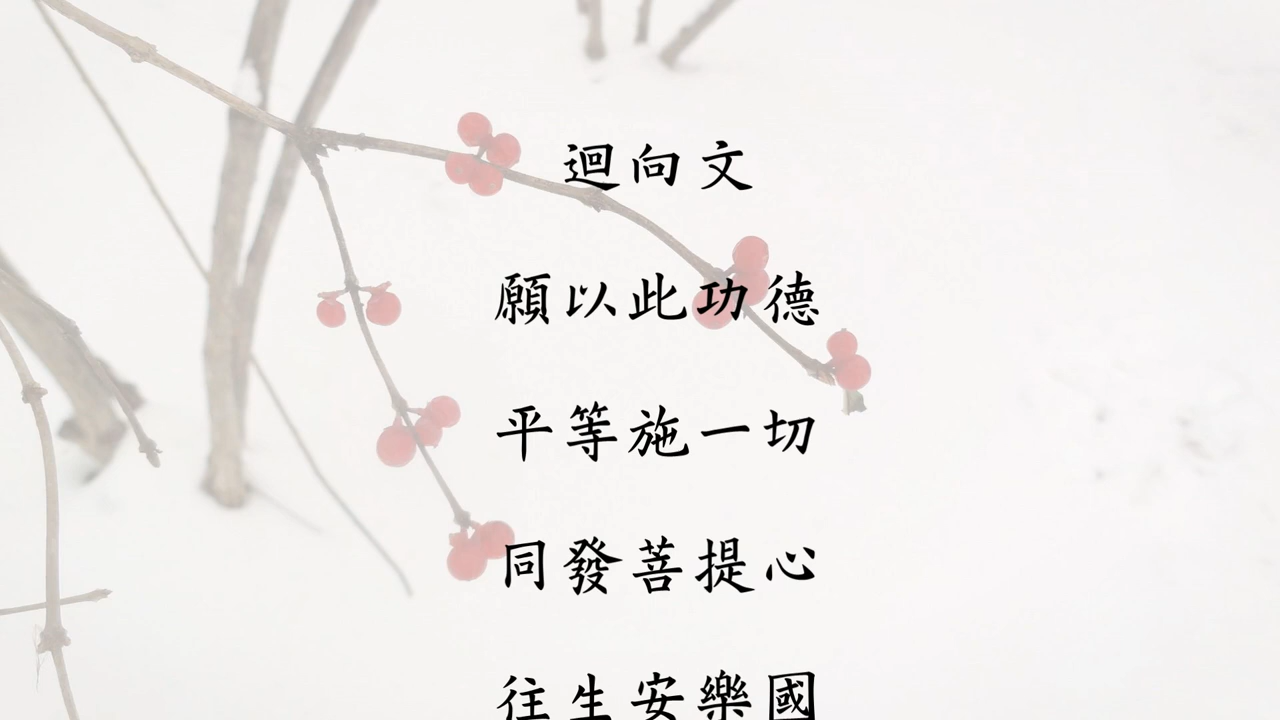 迴向文
願以此功德
平等施一切
同發菩提心
往生安樂國